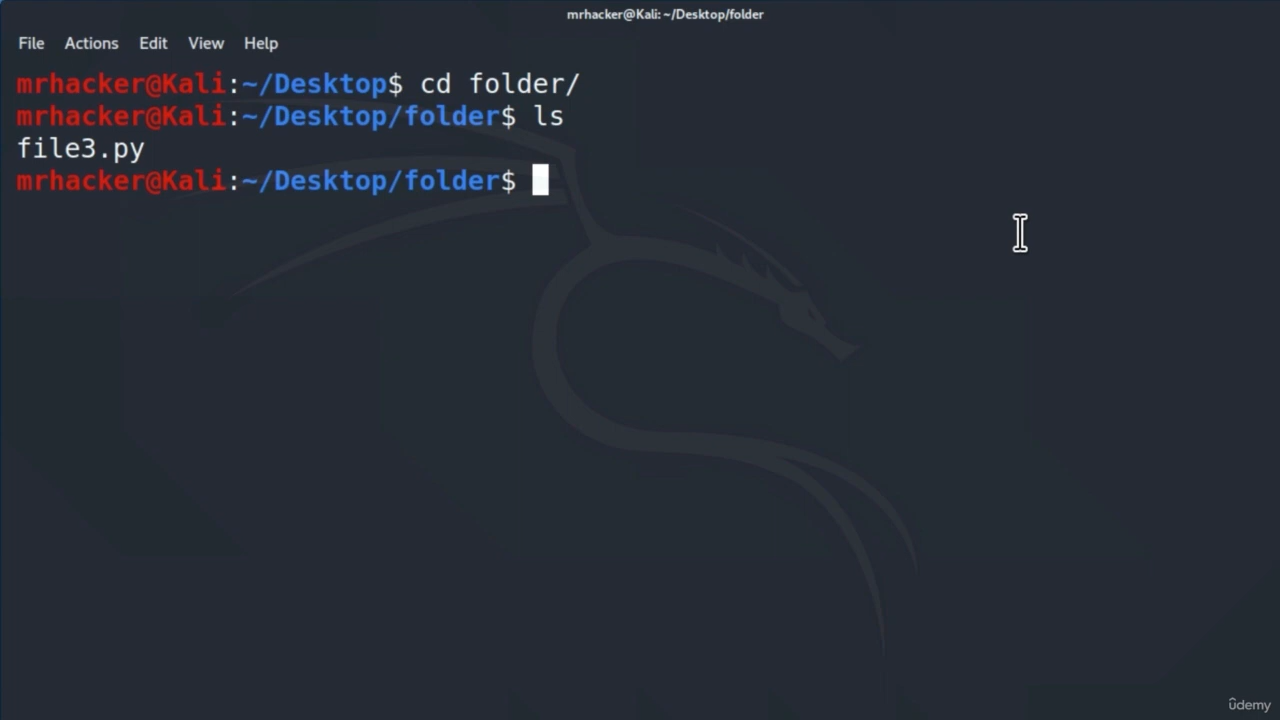 mrhacker@Kali: ~/Desktop/folder
File Actions Edit View Help
mrhacker@Kali:~/Desktop$ cd folder/
mrhacker@Kali:~/Desktop/folder$ ls
file3.py
mrhacker@Kali:~/Desktop/folder$
ûdemy